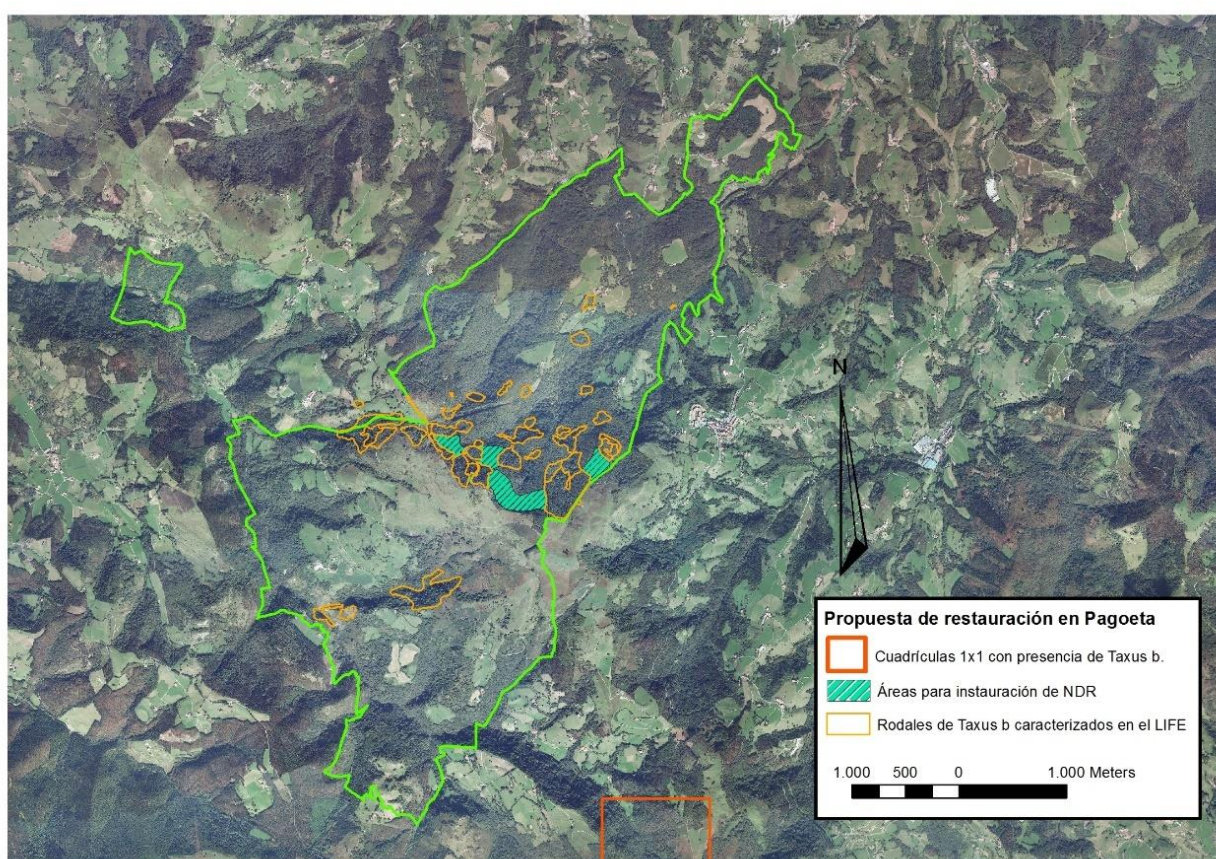 N
Propuesta de restauración en Pagoeta
Cuadrículas 1x1 con presencia de Taxus b.
Áreas para instauración de NDR
Rodales de Taxus b caracterizados en el LIFE
1.000 500 0 1.000 Meters